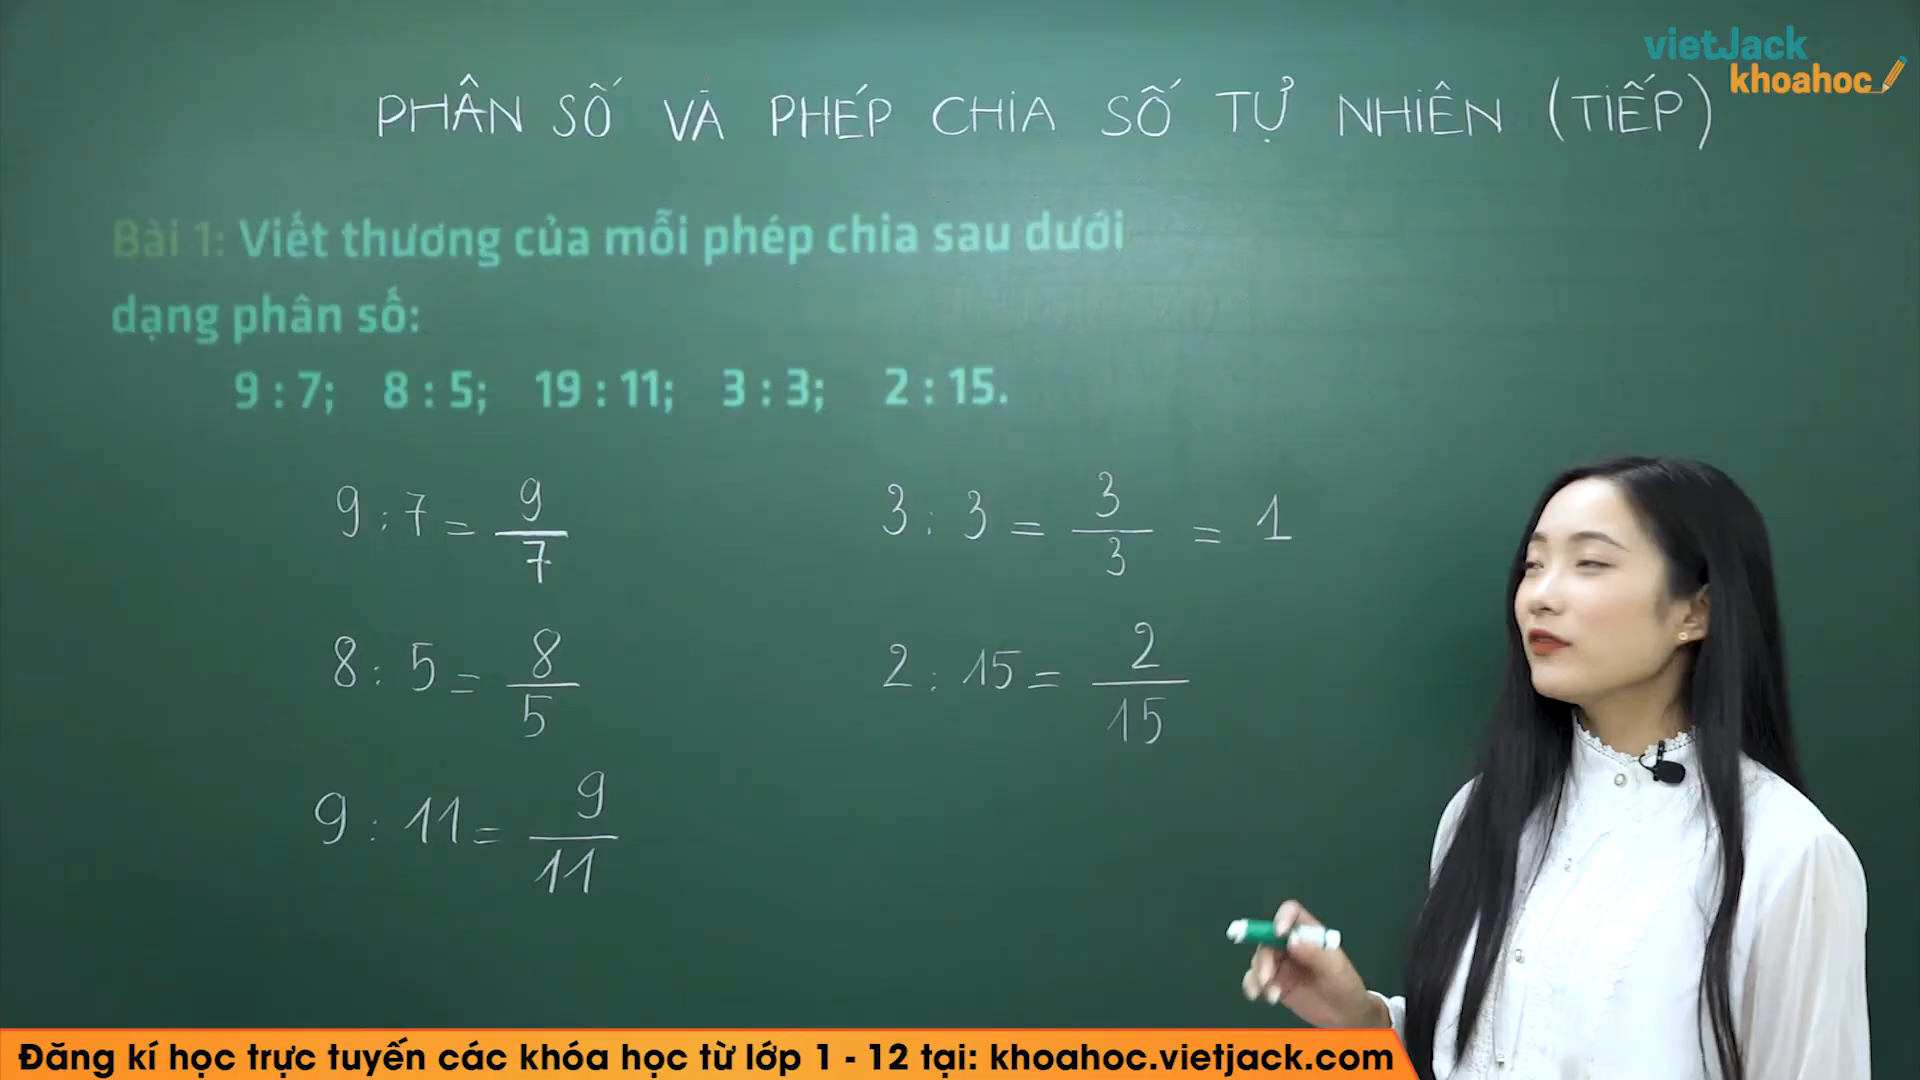 vietJack
khoahoc
PHÂN SỐ VÀ PHÉP CHIA SỐ TỰ NHIÊN (TIẾP)
Bài 1: Viết thương của mỗi phép chia sau dưới
dạng phân số:
9 : 7; 8 : 5; 19 : 11; 3 : 3; 2 : 15.
9 : 7 = 9/7
3 : 3 = 3/3 = 1
8 : 5 = 8/5
2 : 15 = 2/15
9 : 11 = 9/11
Đăng kí học trực tuyến các khóa học từ lớp 1 - 12 tại: khoahoc.vietjack.com